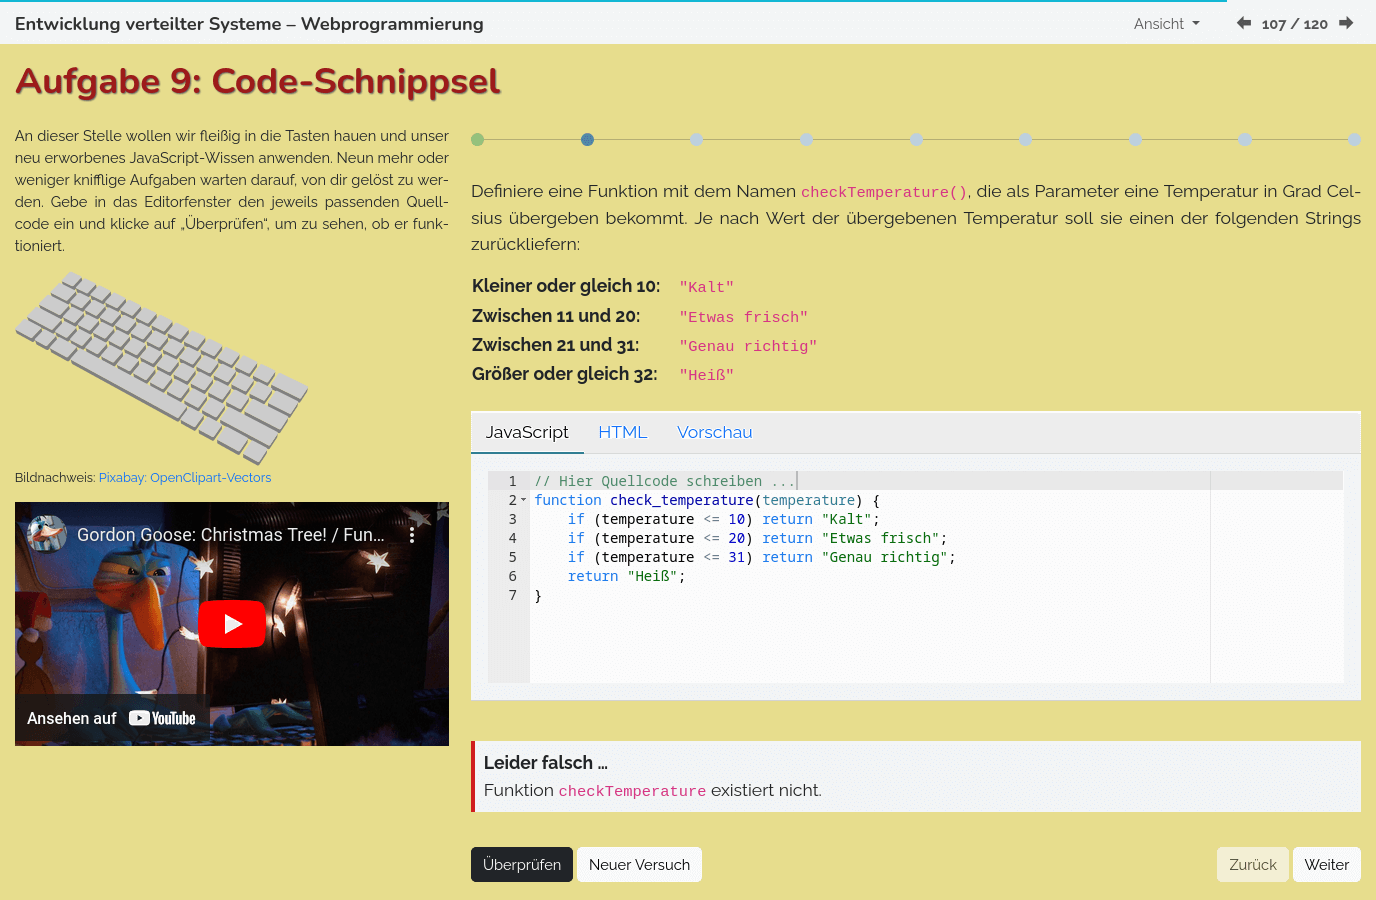 Entwicklung verteilter Systeme – Webprogrammierung
Ansicht
107 / 120
Aufgabe 9: Code-Schnippsel
An dieser Stelle wollen wir fleißig in die Tasten hauen und unser
neu erworbenes JavaScript-Wissen anwenden. Neun mehr oder
weniger knifflige Aufgaben warten darauf, von dir gelöst zu wer-
den. Gebe in das Editorfenster den jeweils passenden Quell-
code ein und klicke auf „Überprüfen“, um zu sehen, ob er funk-
tioniert.
Bildnachweis: Pixabay: OpenClipart-Vectors
Gordon Goose: Christmas Tree! / Fun...
Ansehen auf YouTube
Definiere eine Funktion mit dem Namen checkTemperature(), die als Parameter eine Temperatur in Grad Cel-
sius übergeben bekommt. Je nach Wert der übergebenen Temperatur soll sie einen der folgenden Strings
zurückliefern:
Kleiner oder gleich 10: "Kalt"
Zwischen 11 und 20: "Etwas frisch"
Zwischen 21 und 31: "Genau richtig"
Größer oder gleich 32: "Heiß"
JavaScript HTML Vorschau
1 // Hier Quellcode schreiben ...
2 function check_temperature(temperature) {
3 if (temperature <= 10) return "Kalt";
4 if (temperature <= 20) return "Etwas frisch";
5 if (temperature <= 31) return "Genau richtig";
6 return "Heiß";
7 }
Leider falsch …
Funktion checkTemperature existiert nicht.
Überprüfen Neuer Versuch Zurück Weiter